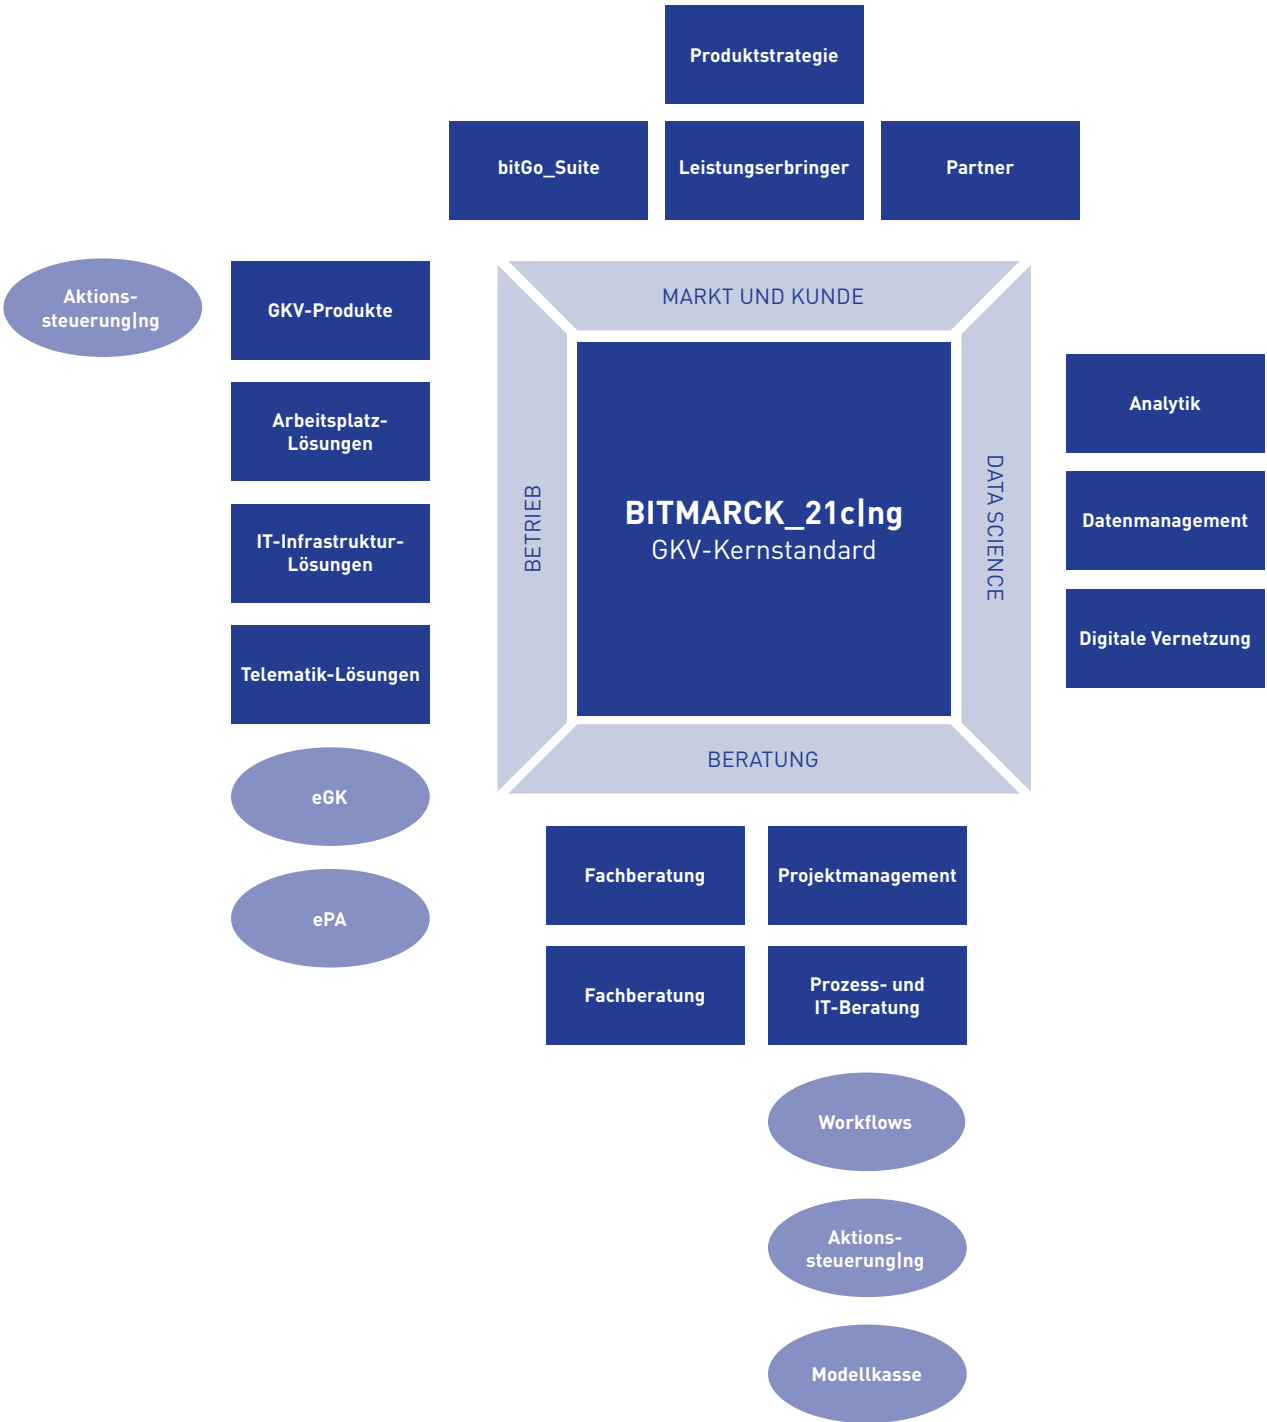 Produktstrategie
bitGo_Suite
Leistungserbringer
Partner
Aktions-
steuerung|ng
GKV-Produkte
Arbeitsplatz-
Lösungen
IT-Infrastruktur-
Lösungen
Telematik-Lösungen
eGK
ePA
MARKT UND KUNDE
BETRIEB
BITMARCK_21c|ng
GKV-Kernstandard
DATA SCIENCE
BERATUNG
Analytik
Datenmanagement
Digitale Vernetzung
Fachberatung
Projektmanagement
Fachberatung
Prozess- und
IT-Beratung
Workflows
Aktions-
steuerung|ng
Modellkasse